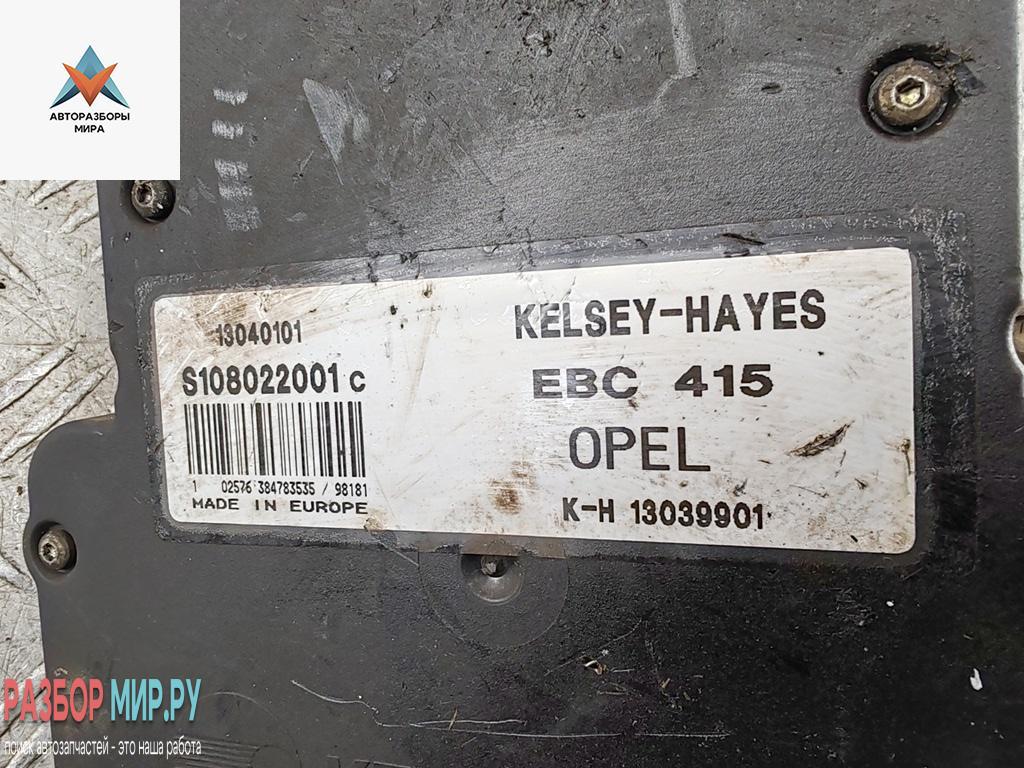 АВТОРАЗБОРЫ
МИРА
13040101
S108022001 c
1 02576 384783535 / 98181
MADE IN EUROPE
KELSEY-HAYES
EBC 415
OPEL
K-H 13039901
РАЗБОР МИР.РУ
поиск автозапчастей - это наша работа